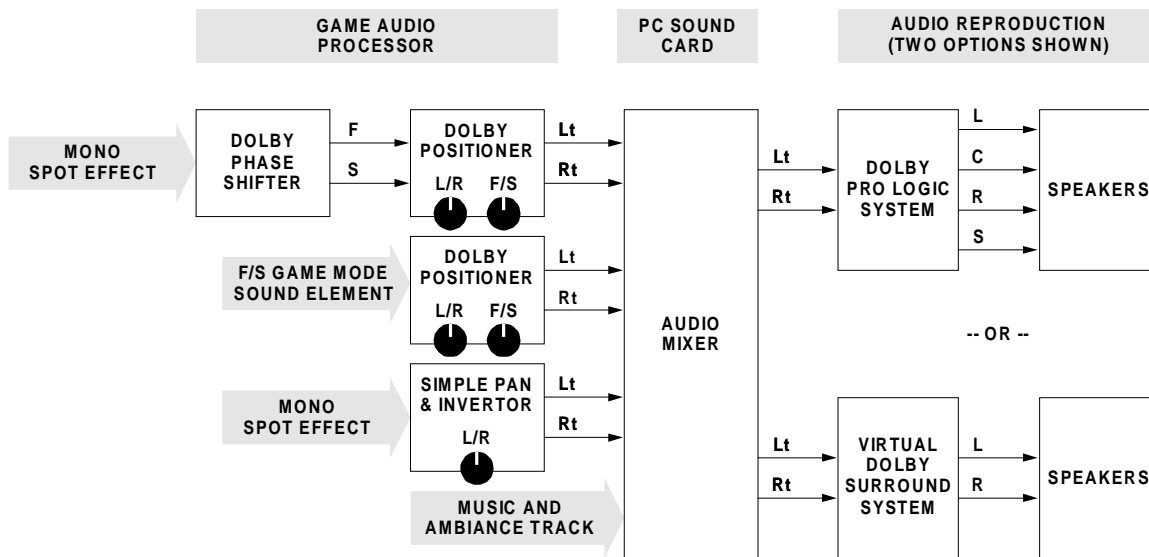 GAME AUDIO
PROCESSOR
PC SOUND
CARD
AUDIO REPRODUCTION
(TWO OPTIONS SHOWN)
MONO
SPOT EFFECT
DOLBY
PHASE
SHIFTER
F
S
DOLBY
POSITIONER
L/R F/S
Lt
Rt
F/S GAME MODE
SOUND ELEMENT
DOLBY
POSITIONER
L/R F/S
Lt
Rt
MONO
SPOT EFFECT
SIMPLE PAN
& INVERTOR
L/R
Lt
Rt
MUSIC AND
AMBIANCE TRACK
AUDIO
MIXER
Lt
Rt
DOLBY
PRO LOGIC
SYSTEM
L
C
R
S
SPEAKERS
-- OR --
Lt
Rt
VIRTUAL
DOLBY
SURROUND
SYSTEM
L
R
SPEAKERS